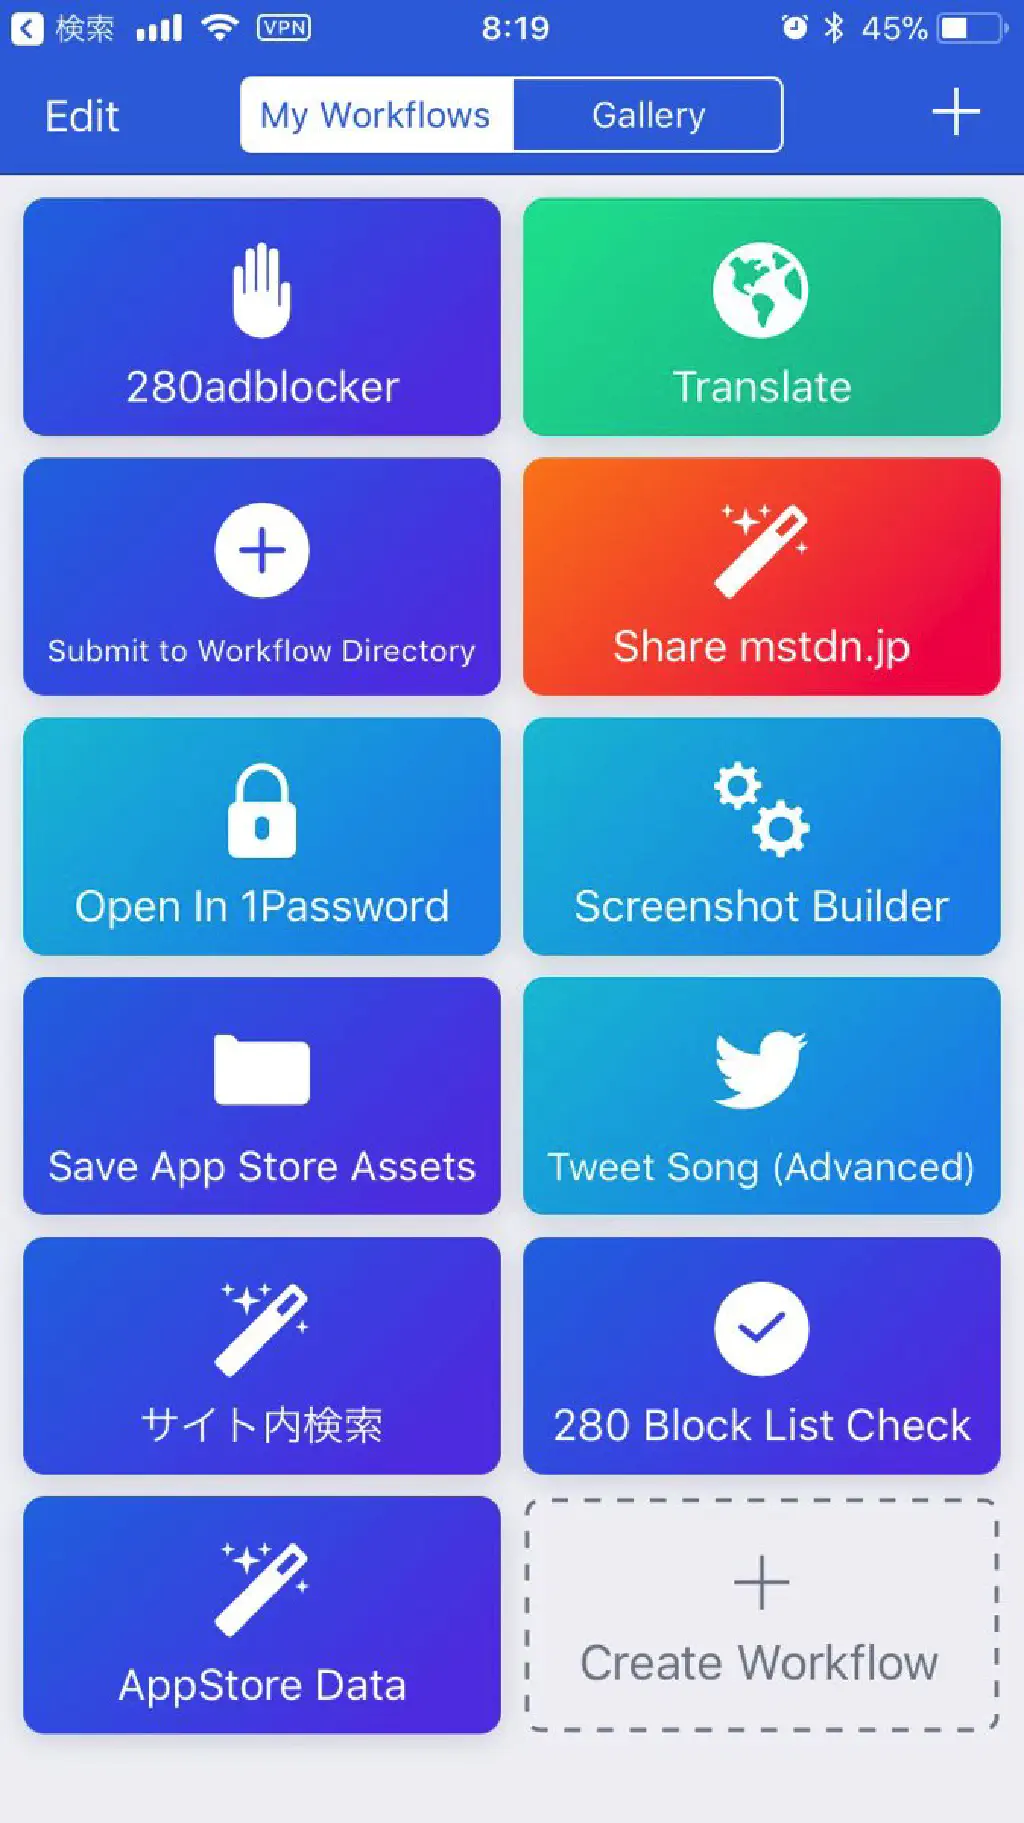 検索 VPN 8:19 45%
Edit My Workflows Gallery
280adblocker Translate
Submit to Workflow Directory Share mstdn.jp
Open In 1Password Screenshot Builder
Save App Store Assets Tweet Song (Advanced)
サイト内検索 280 Block List Check
AppStore Data Create Workflow